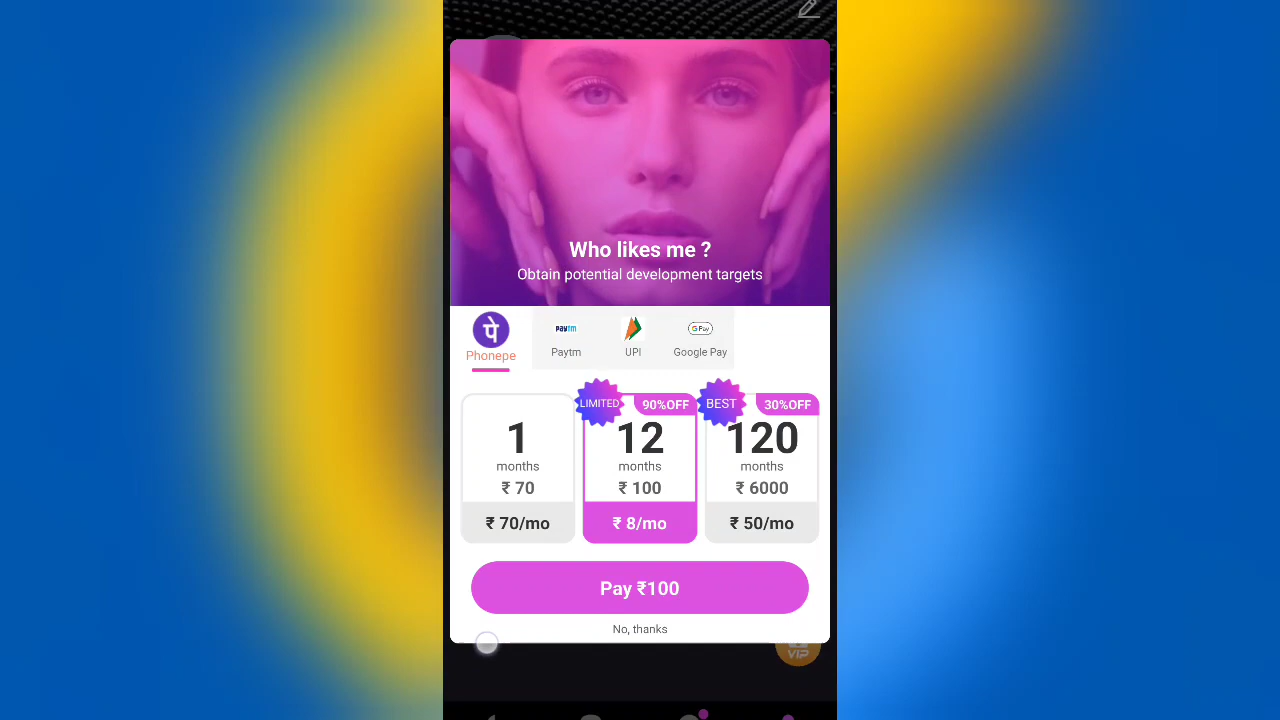 Who likes me ?
Obtain potential development targets
पे
Phonepe
Paytm
Paytm
UPI
G Pay
Google Pay
LIMITED
90%OFF
BEST
30%OFF
1
months
₹ 70
₹ 70/mo
12
months
₹ 100
₹ 8/mo
120
months
₹ 6000
₹ 50/mo
Pay ₹100
No, thanks
VIP